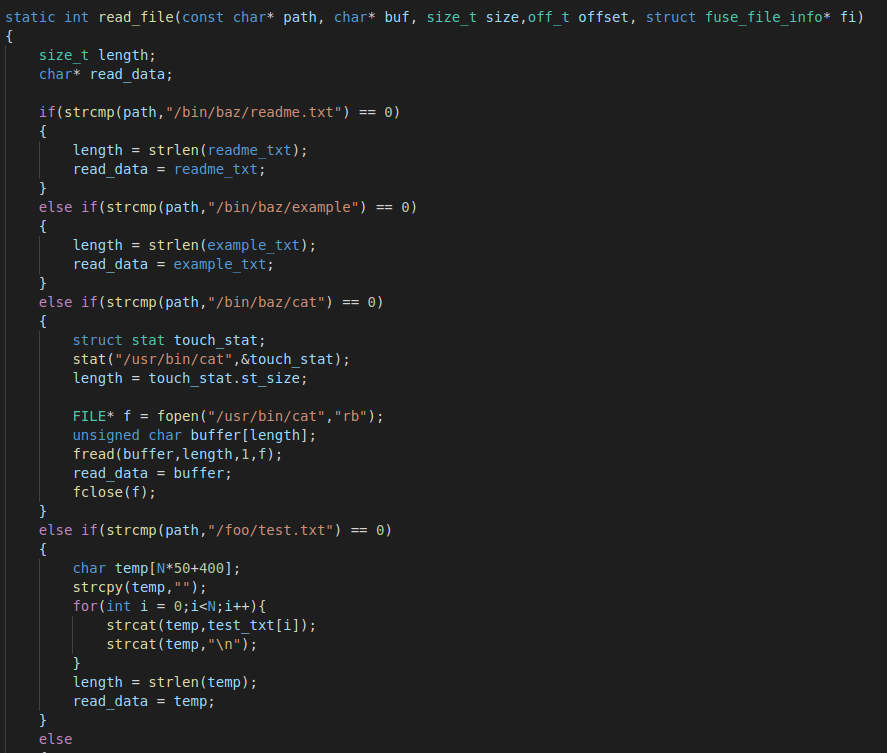 static int read_file(const char* path, char* buf, size_t size,off_t offset, struct fuse_file_info* fi)
{
    size_t length;
    char* read_data;

    if(strcmp(path,"/bin/baz/readme.txt") == 0)
    {
        length = strlen(readme_txt);
        read_data = readme_txt;
    }
    else if(strcmp(path,"/bin/baz/example") == 0)
    {
        length = strlen(example_txt);
        read_data = example_txt;
    }
    else if(strcmp(path,"/bin/baz/cat") == 0)
    {
        struct stat touch_stat;
        stat("/usr/bin/cat",&touch_stat);
        length = touch_stat.st_size;

        FILE* f = fopen("/usr/bin/cat","rb");
        unsigned char buffer[length];
        fread(buffer,length,1,f);
        read_data = buffer;
        fclose(f);
    }
    else if(strcmp(path,"/foo/test.txt") == 0)
    {
        char temp[N*50+400];
        strcpy(temp,"");
        for(int i = 0;i<N;i++){
            strcat(temp,test_txt[i]);
            strcat(temp,"\n");
        }
        length = strlen(temp);
        read_data = temp;
    }
    else